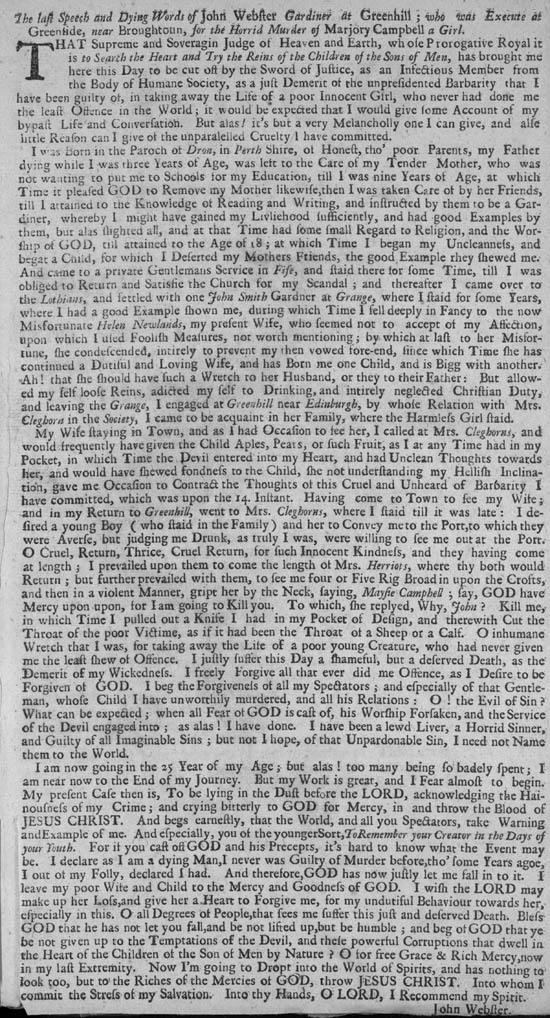 The last Speech and Dying Words of John Webster Gardiner at Greenhill; who was Execute at
Greenside, near Broughtoun, for the Horrid Murder of Marjory Campbell a Girl.
THAT Supreme and Soveragin Judge of Heaven and Earth, whose Prorogative Royal it
is to Search the Heart and Try the Reins of the Children of the Sons of Men, has brought me
here this Day to be cut off by the Sword of Justice, as an Infectious Member from
the Body of Humane Society, as a just Demerit of the unpresidented Barbarity that I
have been guilty of, in taking away the Life of a poor Innocent Girl, who never had done me
the least Offence in the World; it would be expected that I would give some Account of my
bypast Life and Conversation. But alas! it's but a very Melancholly one I can give, and alse
little Reason can I give of the unparalelled Cruelty I have committed.
I was Born in the Paroch of Dron, in Perth Shire, of Honest, tho' poor Parents, my Father
dying while I was three Years of Age, was left to the Care of my Tender Mother, who was
not wanting to put me to Schools for my Education, till I was nine Years of Age, at which
Time it pleased GOD to Remove my Mother likewise, then I was taken Care of by her Friends,
till I attained to the Knowledge of Reading and Writing, and instructed by them to be a Gar-
diner, whereby I might have gained my Livliehood sufficiently, and had good Examples by
them, but alas slighted all, and at that Time had some small Regard to Religion, and the Wor-
ship of GOD, till attained to the Age of 18; at which Time I began my Uncleanness, and
begat a Child, for which I Deserted my Mothers Friends, the good Example they shewed me.
And came to a private Gentlemans Service in Fife, and staid there for some Time, till I was
obliged to Return and Satisfie the Church for my Scandal; and thereafter I came over to
the Lothians, and settled with one John Smith Gardner at Grange, where I staid for some Years,
where I had a good Example shown me, during which Time I fell deeply in Fancy to the now
Misfortunate Helen Newlands, my present Wife, who seemed not to accept of my Affection,
upon which I used Foolish Measures, not worth mentioning; by which at last to her Misfor-
tune, she condescended, intirely to prevent my then vowed fore-end, since which Time she has
continued a Dutiful and Loving Wife, and has Born me one Child, and is Bigg with another.
Ah! that she should have such a Wretch to her Husband, or they to their Father: But allow-
ed my self loose Reins, adicted my self to Drinking, and intirely neglected Christian Duty,
and leaving the Grange, I engaged at Greenhill near Edinburgh, by whose Relation with Mrs.
Cleghorn in the Society, I came to be acquaint in her Family, where the Harmless Girl staid.
My Wife staying in Town, and as I had Occasion to see her, I called at Mrs. Cleghorns, and
would frequently have given the Child Aples, Pears, or such Fruit, as I at any Time had in my
Pocket, in which Time the Devil entered into my Heart, and had Unclean Thoughts towards
her, and would have shewed fondness to the Child, she not understanding my Hellish Inclina-
tion, gave me Occasion to Contract the Thoughts of this Cruel and Unheard of Barbarity I
have committed, which was upon the 14. Instant. Having come to Town to see my Wife;
and in my Return to Greenhill, went to Mrs. Cleghorns, where I staid till it was late: I de-
sired a young Boy (who staid in the Family) and her to Convey me to the Port, to which they
were Averse, but judging me Drunk, as truly I was, were willing to see me out at the Port.
O Cruel, Return, Thrice, Cruel Return, for such Innocent Kindness, and they having come
at length; I prevailed upon them to come the length of Mrs. Herriots, where thy both would
Return; but further prevailed with them, to see me four or Five Rig Broad in upon the Crofts,
and then in a violent Manner, gript her by the Neck, saying, Maysie Campbell; say, GOD have
Mercy upon upon, for I am going to Kill you. To which, she replyed, Why, John? Kill me,
in which Time I pulled out a Knife I had in my Pocket of Design, and therewith Cut the
Throat of the poor Victime, as if it had been the Throat of a Sheep or a Calf. O inhumane
Wretch that I was, for taking away the Life of a poor young Creature, who had never given
me the least shew of Offence. I justly suffer this Day a shameful, but a deserved Death, as the
Demerit of my Wickedness. I freely Forgive all that ever did me Offence, as I Desire to be
Forgiven of GOD. I beg the Forgiveness of all my Spectators; and especially of that Gentle-
man, whose Child I have unworthily murdered, and all his Relations: O! the Evil of Sin?
What can be expected; when all Fear of GOD is cast of, his Worship Forsaken, and the Service
of the Devil engaged into; as alas! I have done. I have been a lewd Liver, a Horrid Sinner,
and Guilty of all Imaginable Sins; but not I hope, of that Unpardonable Sin, I need not Name
them to the World.
I am now going in the 25 Year of my Age; but alas! too many being so badely spent; I
am near now to the End of my Journey. But my Work is great, and I Fear almost to begin.
My present Case then is, To be lying in the Dust before the LORD, acknowledging the Hai-
nousness of my Crime; and crying bitterly to GOD for Mercy, in and throw the Blood of
JESUS CHRIST. And begs earnestly, that the World, and all you Spectators, take Warning
and Example of me. And especially, you of the younger Sort, To Remember your Creator in the Days of
your Youth. For if you cast off GOD and his Precepts, it's hard to know what the Event may
be. I declare as I am a dying Man, I never was Guilty of Murder before, tho' some Years agoe,
I out of my Folly, declared I had. And therefore, GOD has now justly let me fall in to it. I
leave my poor Wife and Child to the Mercy and Goodness of GOD. I wish the LORD may
make up her Loss, and give her a Heart to Forgive me, for my undutiful Behaviour towards her,
especially in this. O all Degrees of People, that sees me suffer this just and deserved Death. Bless
GOD that he has not let you fall, and be not lifted up, but be humble; and beg of GOD that ye
be not given up to the Temptations of the Devil, and these powerful Corruptions that dwell in
the Heart of the Children of the Son of Men by Nature? O for free Grace & Rich Mercy, now
in my last Extremity. Now I'm going to Dropt into the World of Spirits, and has nothing to
look too, but to the Riches of the Mercies of GOD, throw JESUS CHRIST. Into whom I
commit the Stress of my Salvation. Into thy Hands, O LORD, I Recommend my Spirit.
John Webster.